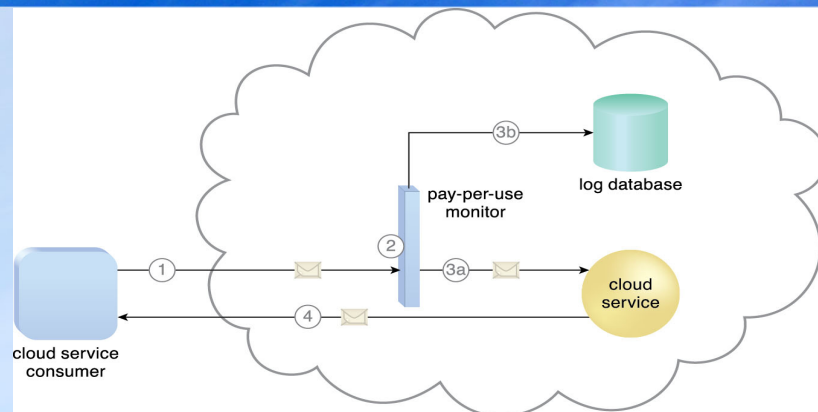 3b
log database
pay-per-use
monitor
2
1
3a
cloud
service
4
cloud service
consumer